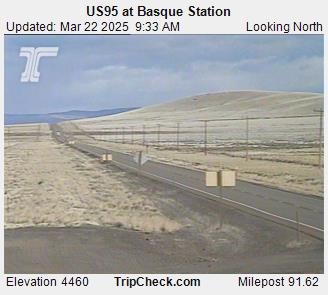 US95 at Basque Station
Updated: Mar 22 2025 9:33 AM Looking North
Elevation 4460 TripCheck.com Milepost 91.62